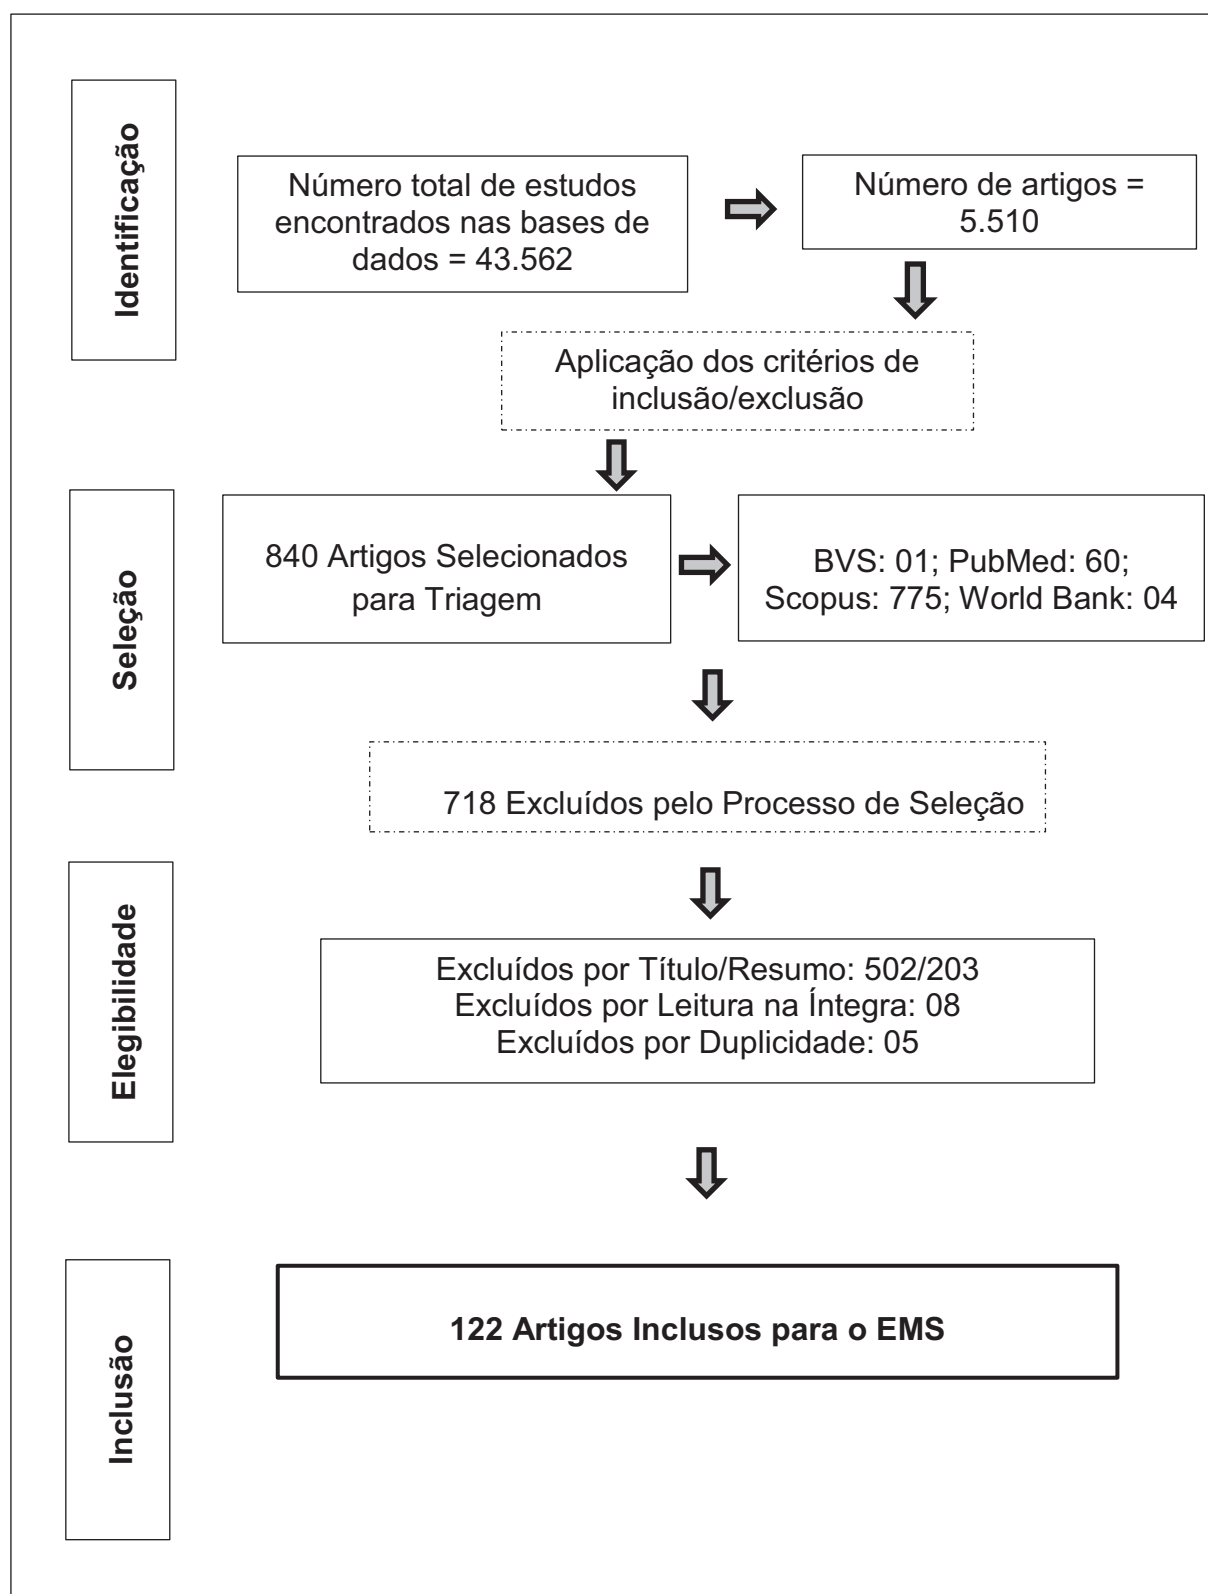 Identificação
Número total de estudos
encontrados nas bases de
dados = 43.562
Número de artigos =
5.510
Aplicação dos critérios de
inclusão/exclusão
Seleção
840 Artigos Selecionados
para Triagem
BVS: 01; PubMed: 60;
Scopus: 775; World Bank: 04
718 Excluídos pelo Processo de Seleção
Elegibilidade
Excluídos por Título/Resumo: 502/203
Excluídos por Leitura na Íntegra: 08
Excluídos por Duplicidade: 05
Inclusão
122 Artigos Inclusos para o EMS